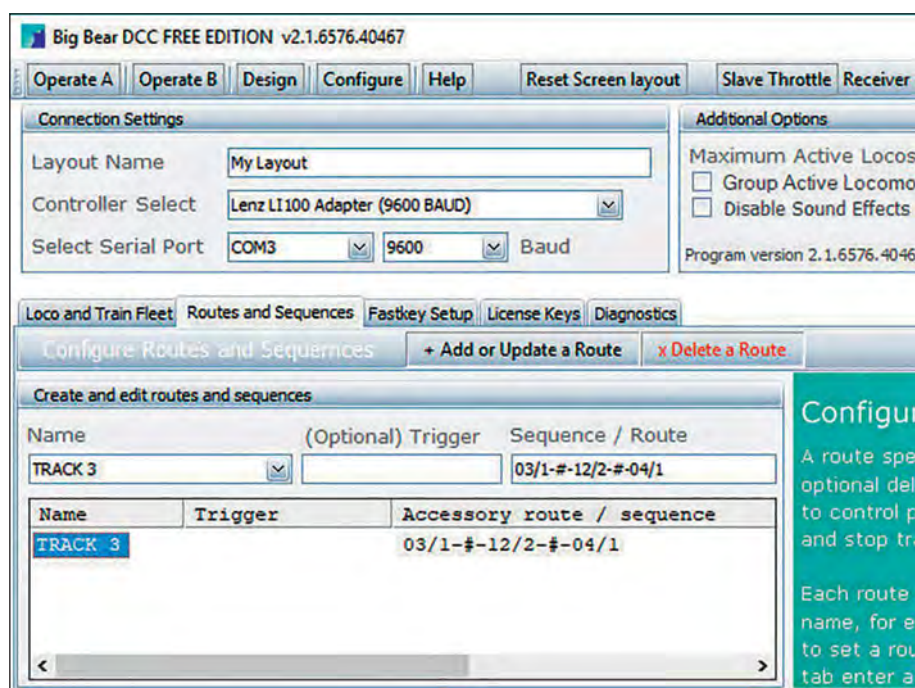 Big Bear DCC FREE EDITION v2.1.6576.40467
Operate A Operate B Design Configure Help Reset Screen layout Slave Throttle Receiver
Connection Settings
Layout Name My Layout
Controller Select Lenz LI100 Adapter (9600 BAUD)
Select Serial Port COM3 9600 Baud
Additional Options
Maximum Active Locos
Group Active Locomo
Disable Sound Effects
Program version 2.1.6576.4046
Loco and Train Fleet Routes and Sequences Fastkey Setup License Keys Diagnostics
Configure Routes and Sequernces + Add or Update a Route x Delete a Route
Create and edit routes and sequences
Name (Optional) Trigger Sequence / Route
TRACK 3 03/1-#-12/2-#-04/1
Name Trigger Accessory route / sequence
TRACK 3 03/1-#-12/2-#-04/1
Configur
A route spe
optional del
to control p
and stop tra
Each route
name, for e
to set a rou
tab enter a